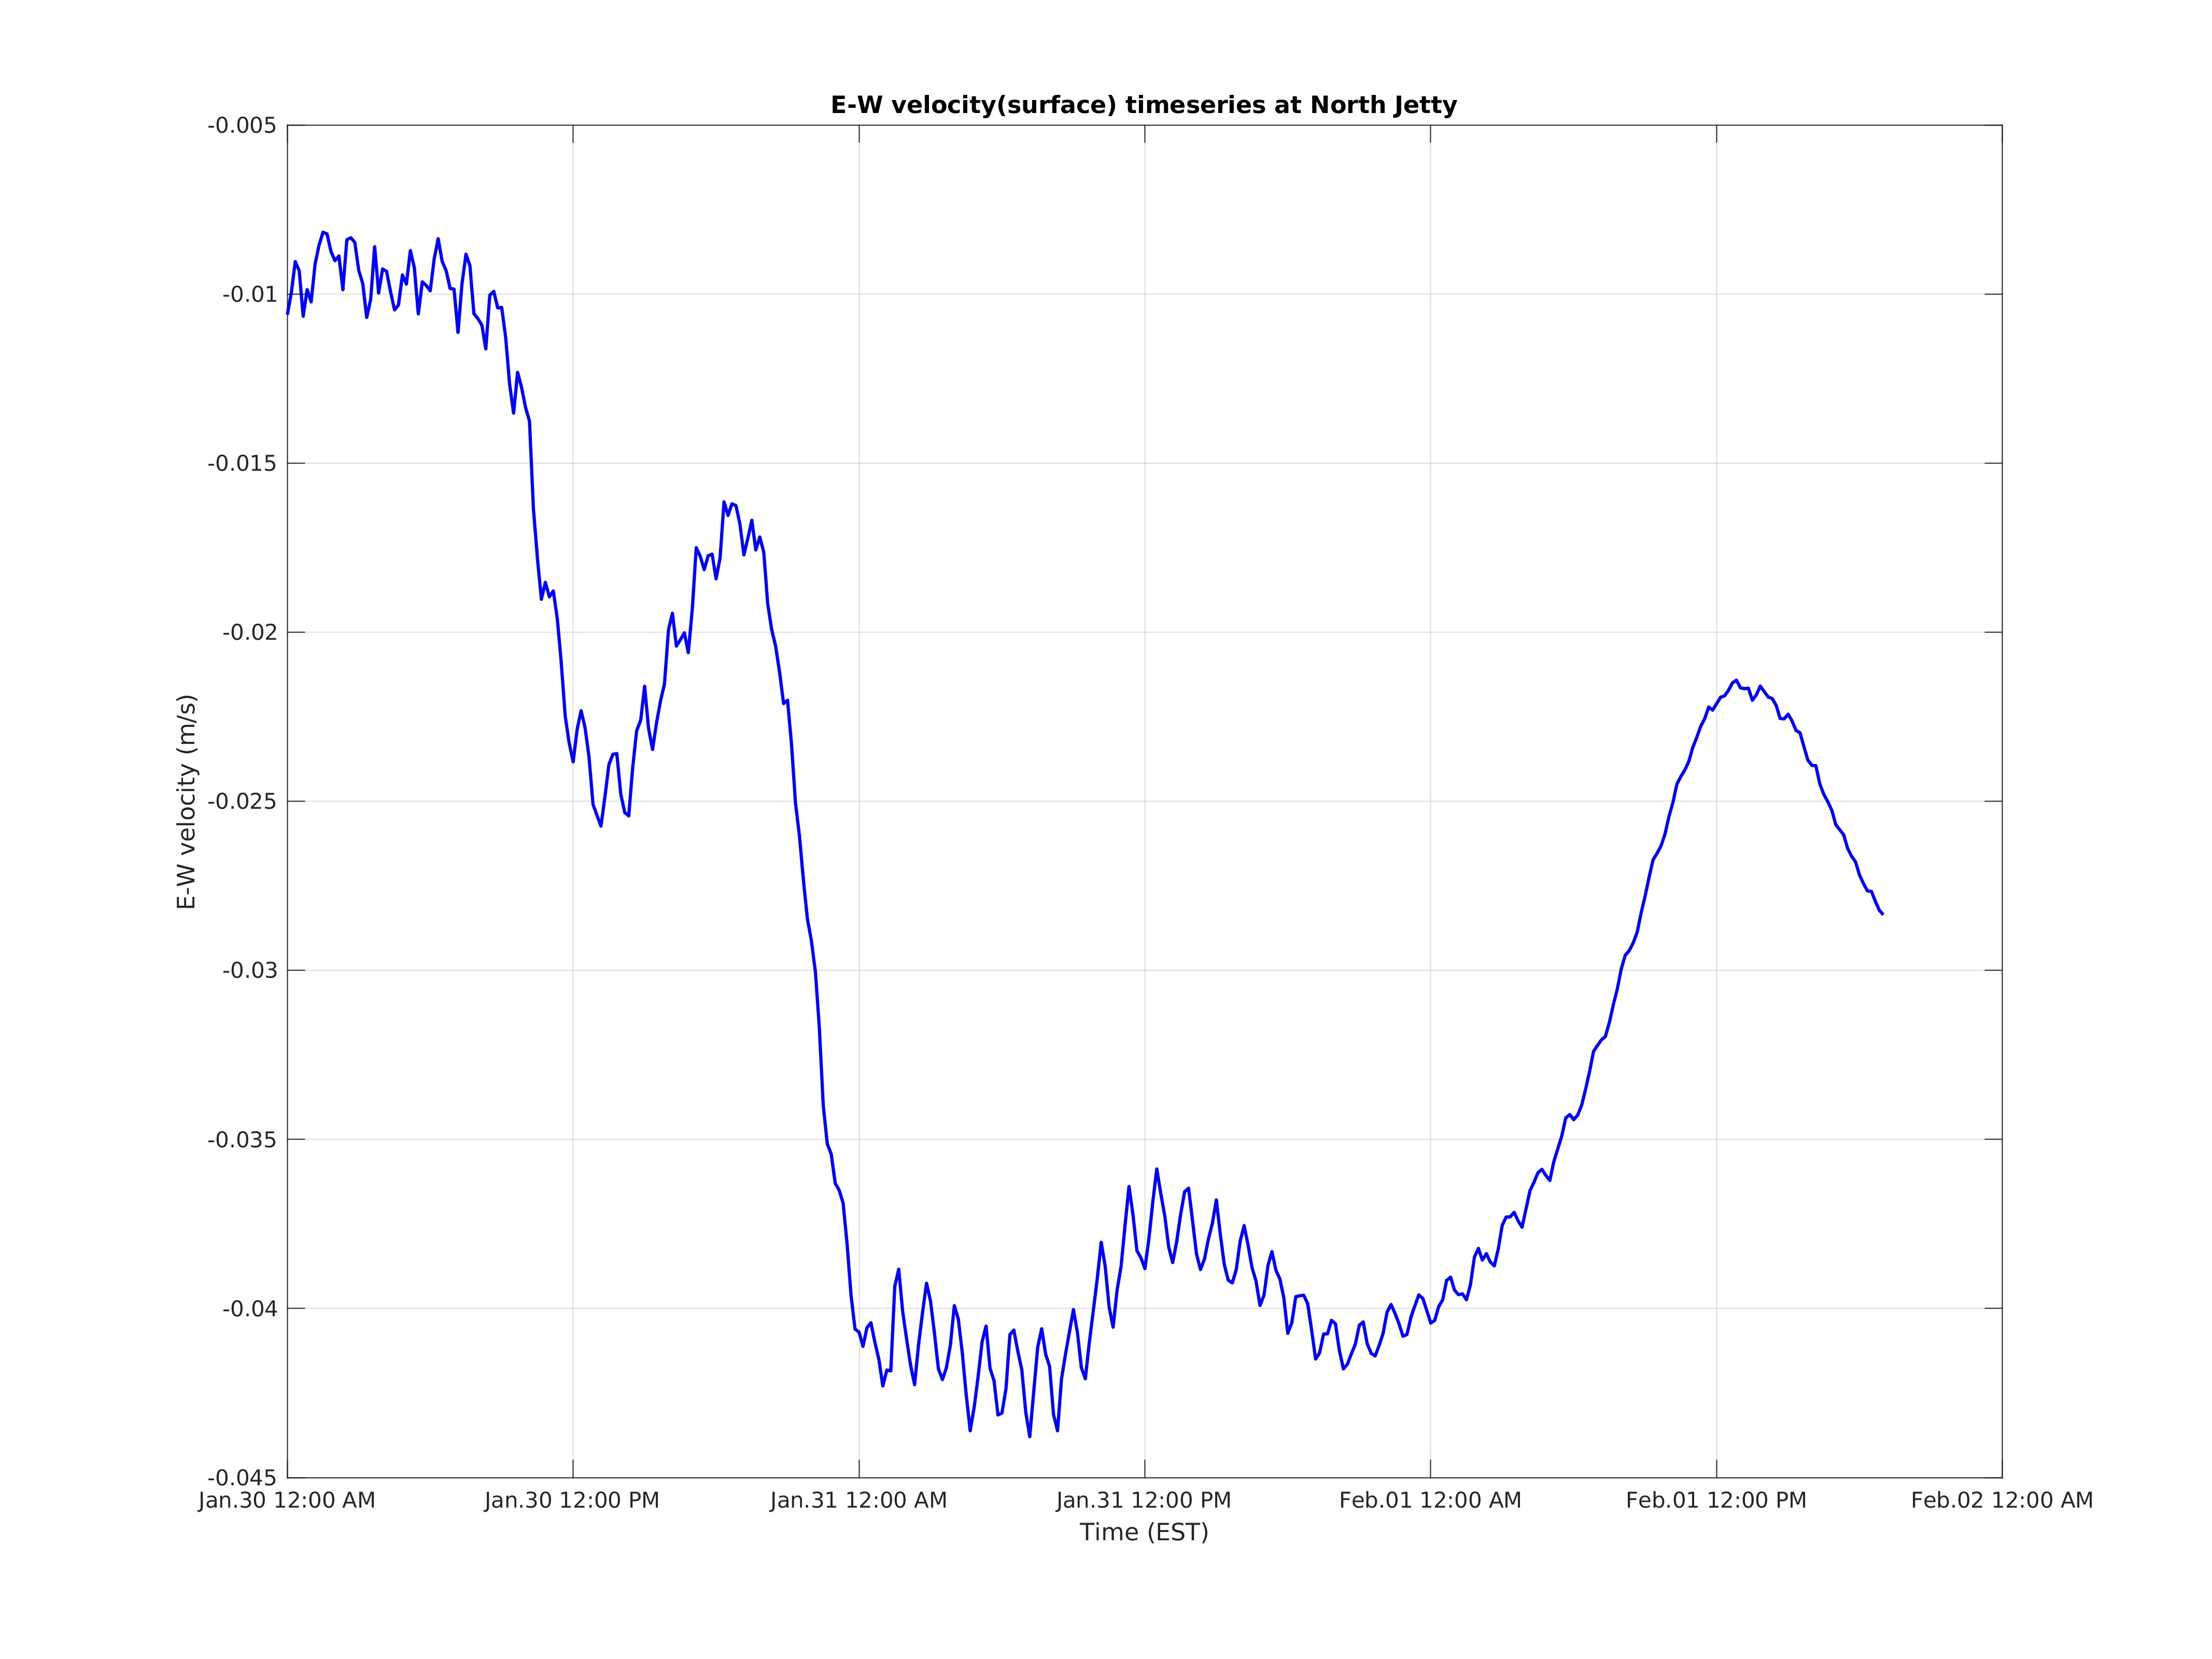 E-W velocity(surface) timeseries at North Jetty
-0.005
-0.01
-0.015
-0.02
-0.025
-0.03
-0.035
-0.04
-0.045
E-W velocity (m/s)
Jan.30 12:00 AM Jan.30 12:00 PM Jan.31 12:00 AM Jan.31 12:00 PM Feb.01 12:00 AM Feb.01 12:00 PM Feb.02 12:00 AM
Time (EST)